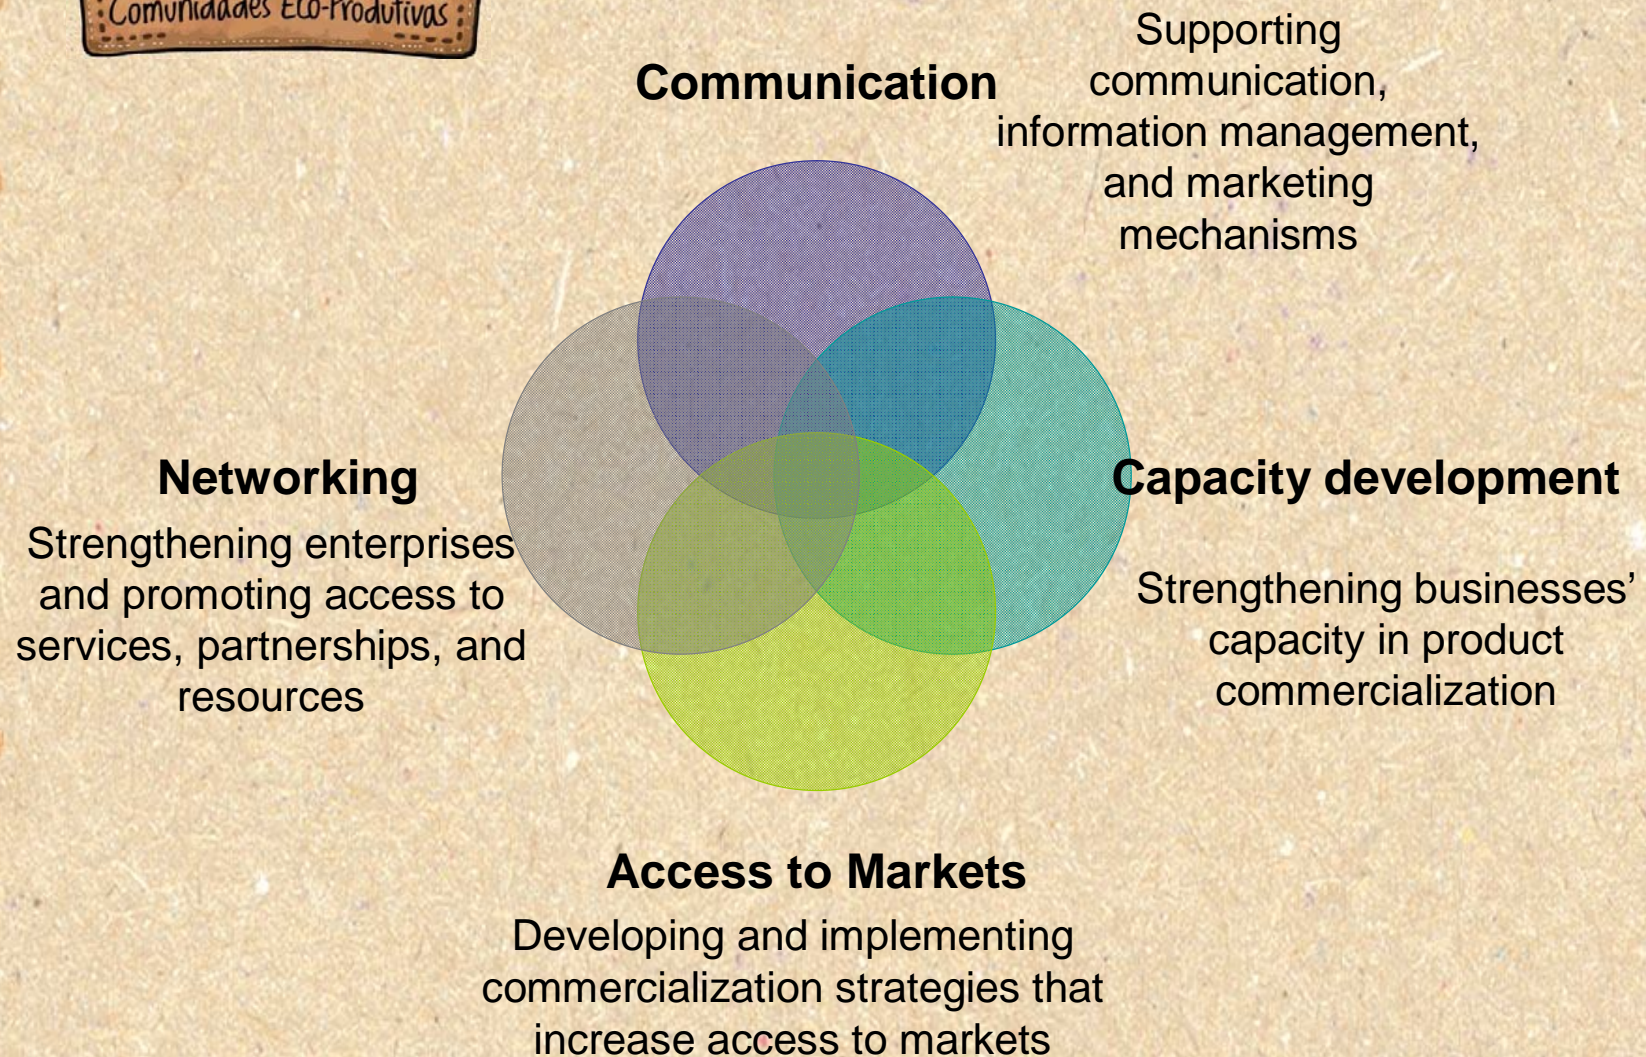 Comunidades Eco-Produtivas
Communication
Supporting
communication,
information management,
and marketing
mechanisms
Networking
Strengthening enterprises
and promoting access to
services, partnerships, and
resources
Capacity development
Strengthening businesses’
capacity in product
commercialization
Access to Markets
Developing and implementing
commercialization strategies that
increase access to markets